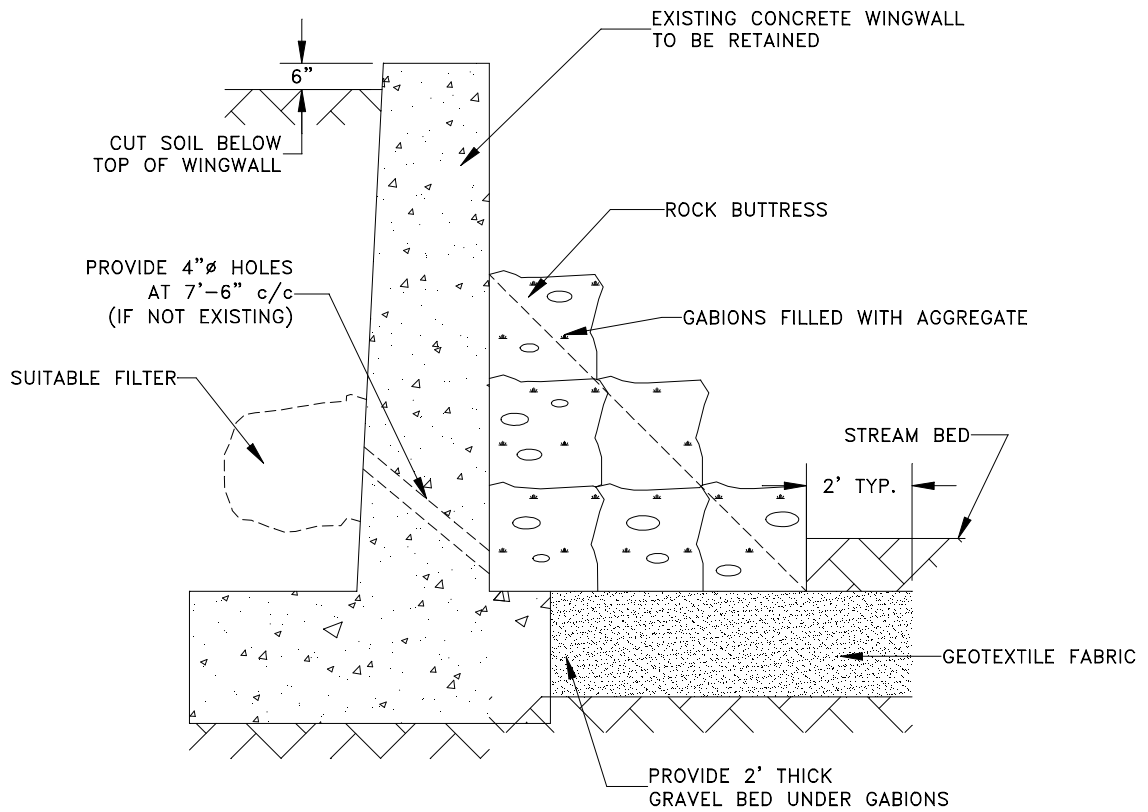 EXISTING CONCRETE WINGWALL
TO BE RETAINED
6"
CUT SOIL BELOW
TOP OF WINGWALL
ROCK BUTTRESS
PROVIDE 4"ø HOLES
AT 7'-6" c/c
(IF NOT EXISTING)
GABIONS FILLED WITH AGGREGATE
SUITABLE FILTER
STREAM BED
2' TYP.
GEOTEXTILE FABRIC
PROVIDE 2' THICK
GRAVEL BED UNDER GABIONS